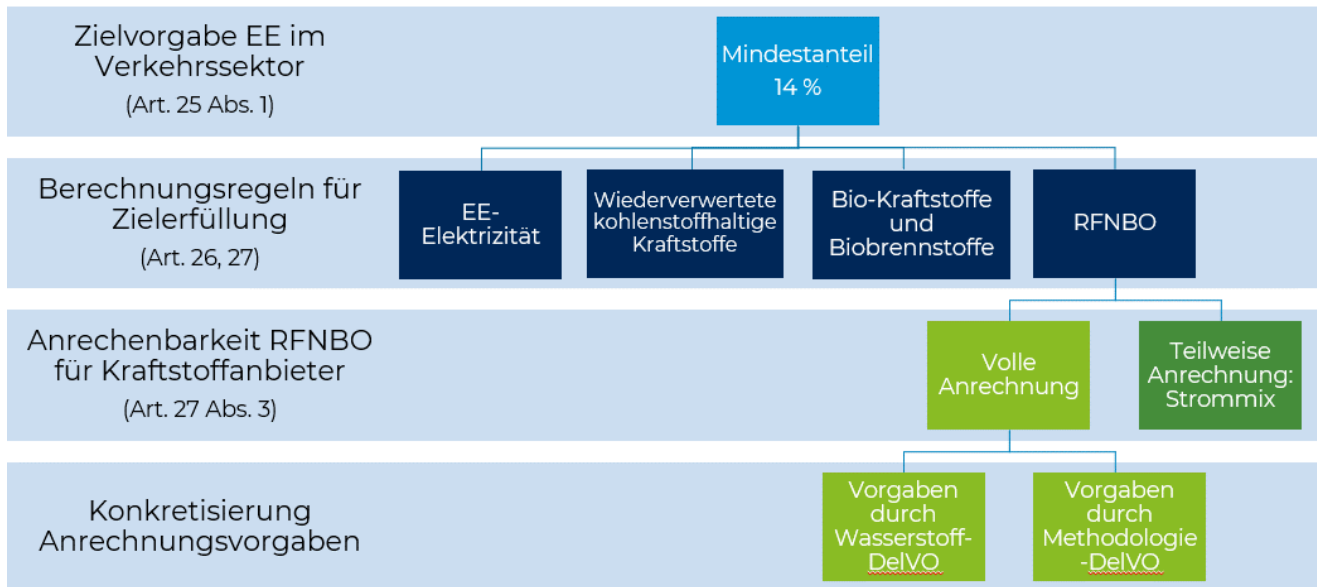 Zielvorgabe EE im
Verkehrssektor
(Art. 25 Abs. 1)
Mindestanteil
14 %
Berechnungsregeln für
Zielerfüllung
(Art. 26, 27)
EE-
Elektrizität
Wiederverwertete
kohlenstoffhaltige
Kraftstoffe
Bio-Kraftstoffe
und
Biobrennstoffe
RFNBO
Anrechenbarkeit RFNBO
für Kraftstoffanbieter
(Art. 27 Abs. 3)
Volle
Anrechnung
Teilweise
Anrechnung:
Strommix
Konkretisierung
Anrechnungsvorgaben
Vorgaben
durch
Wasserstoff-
DelVO
Vorgaben
durch
Methodologie
-DelVO